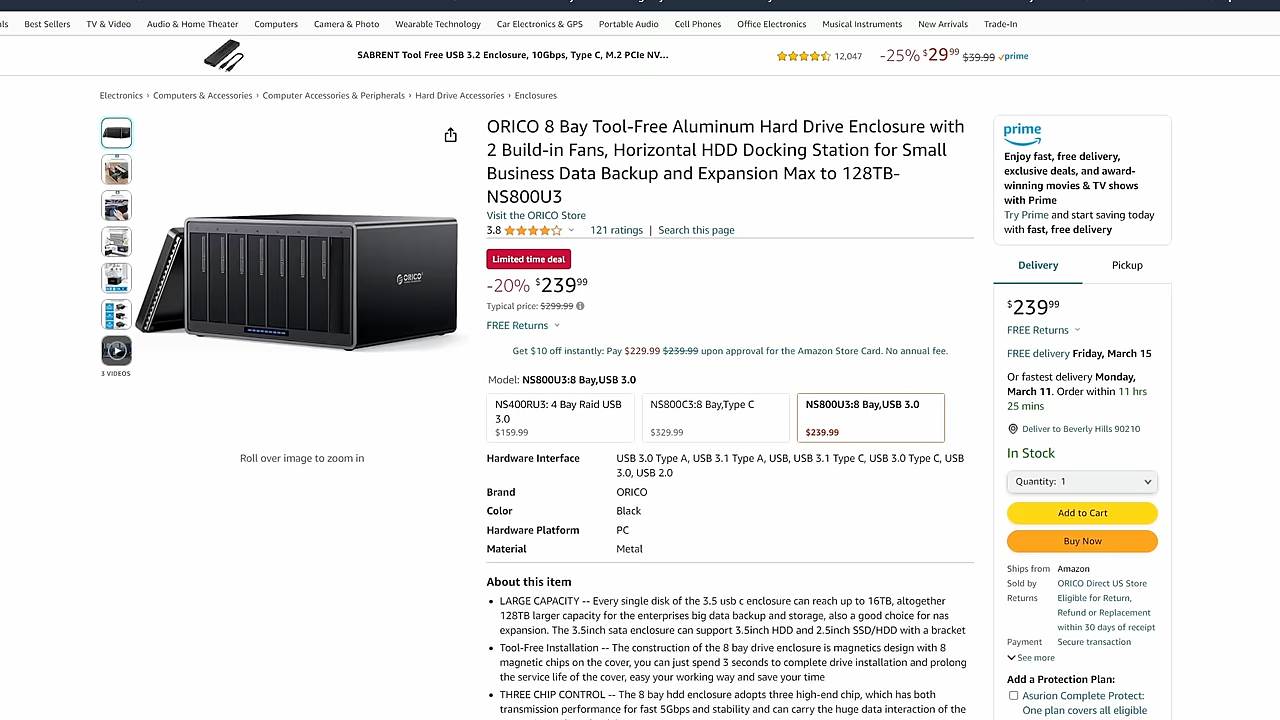 Best Sellers TV & Video Audio & Home Theater Computers Camera & Photo Wearable Technology Car Electronics & GPS Portable Audio Cell Phones Office Electronics Musical Instruments New Arrivals Trade-In
SABRENT Tool Free USB 3.2 Enclosure, 10Gbps, Type C, M.2 PCIe NV... 12,047 -25% $29⁹⁹ $39.99 prime
Electronics › Computers & Accessories › Computer Accessories & Peripherals › Hard Drive Accessories › Enclosures
3 VIDEOS
ORICO
Roll over image to zoom in
ORICO 8 Bay Tool-Free Aluminum Hard Drive Enclosure with
2 Build-in Fans, Horizontal HDD Docking Station for Small
Business Data Backup and Expansion Max to 128TB-
NS800U3
Visit the ORICO Store
3.8 121 ratings | Search this page
Limited time deal
-20% $239⁹⁹
Typical price: $299.99
FREE Returns
Get $10 off instantly: Pay $229.99 $239.99 upon approval for the Amazon Store Card. No annual fee.
Model: NS800U3:8 Bay,USB 3.0
NS400RU3: 4 Bay Raid USB
3.0
$159.99
NS800C3:8 Bay,Type C
$329.99
NS800U3:8 Bay,USB 3.0
$239.99
Hardware Interface USB 3.0 Type A, USB 3.1 Type A, USB, USB 3.1 Type C, USB 3.0 Type C, USB
3.0, USB 2.0
Brand ORICO
Color Black
Hardware Platform PC
Material Metal
About this item
• LARGE CAPACITY -- Every single disk of the 3.5 usb c enclosure can reach up to 16TB, altogether
128TB larger capacity for the enterprises big data backup and storage, also a good choice for nas
expansion. The 3.5inch sata enclosure can support 3.5inch HDD and 2.5inch SSD/HDD with a bracket
• Tool-Free Installation -- The construction of the 8 bay drive enclosure is magnetics design with 8
magnetic chips on the cover, you can just spend 3 seconds to complete drive installation and prolong
the service life of the cover, easy your working way and save your time
• THREE CHIP CONTROL -- The 8 bay hdd enclosure adopts three high-end chip, which has both
transmission performance for fast 5Gbps and stability and can carry the huge data interaction of the
prime
Enjoy fast, free delivery,
exclusive deals, and award-
winning movies & TV shows
with Prime
Try Prime and start saving today
with fast, free delivery
Delivery Pickup
$239⁹⁹
FREE Returns
FREE delivery Friday, March 15
Or fastest delivery Monday,
March 11. Order within 11 hrs
25 mins
Deliver to Beverly Hills 90210
In Stock
Quantity: 1
Add to Cart
Buy Now
Ships from Amazon
Sold by ORICO Direct US Store
Returns Eligible for Return,
Refund or Replacement
within 30 days of receipt
Payment Secure transaction
See more
Add a Protection Plan:
Asurion Complete Protect:
One plan covers all eligible